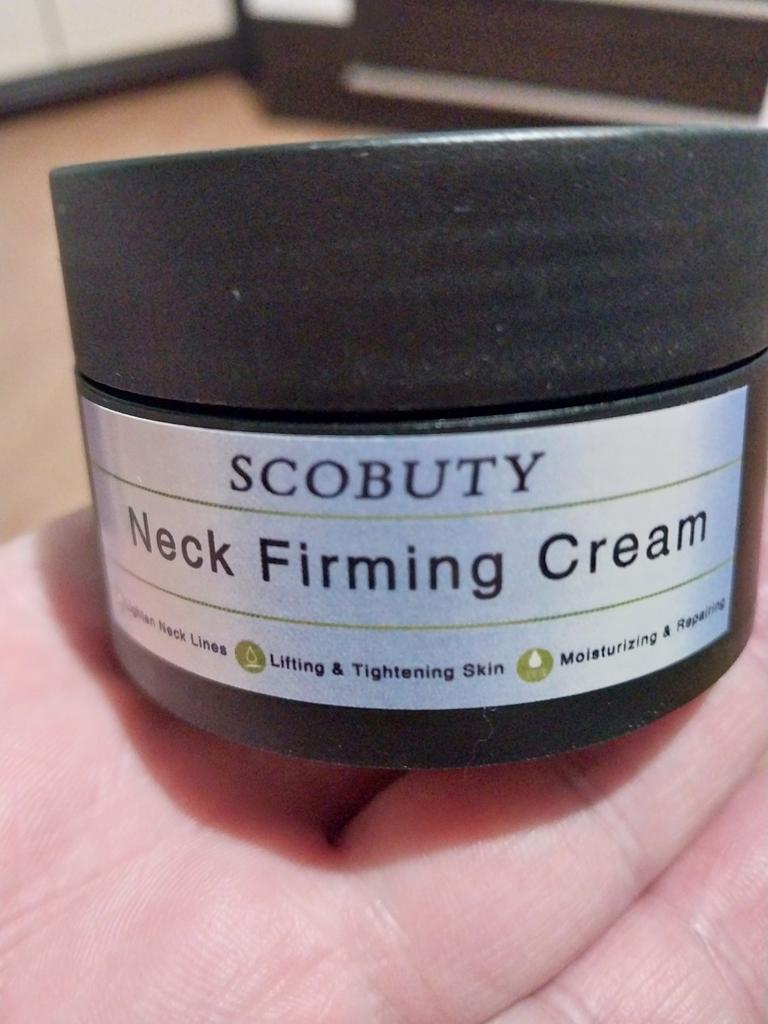 SCOBUTY
Neck Firming Cream
Neck Lines Lifting & Tightening Skin Moisturizing & Repairing